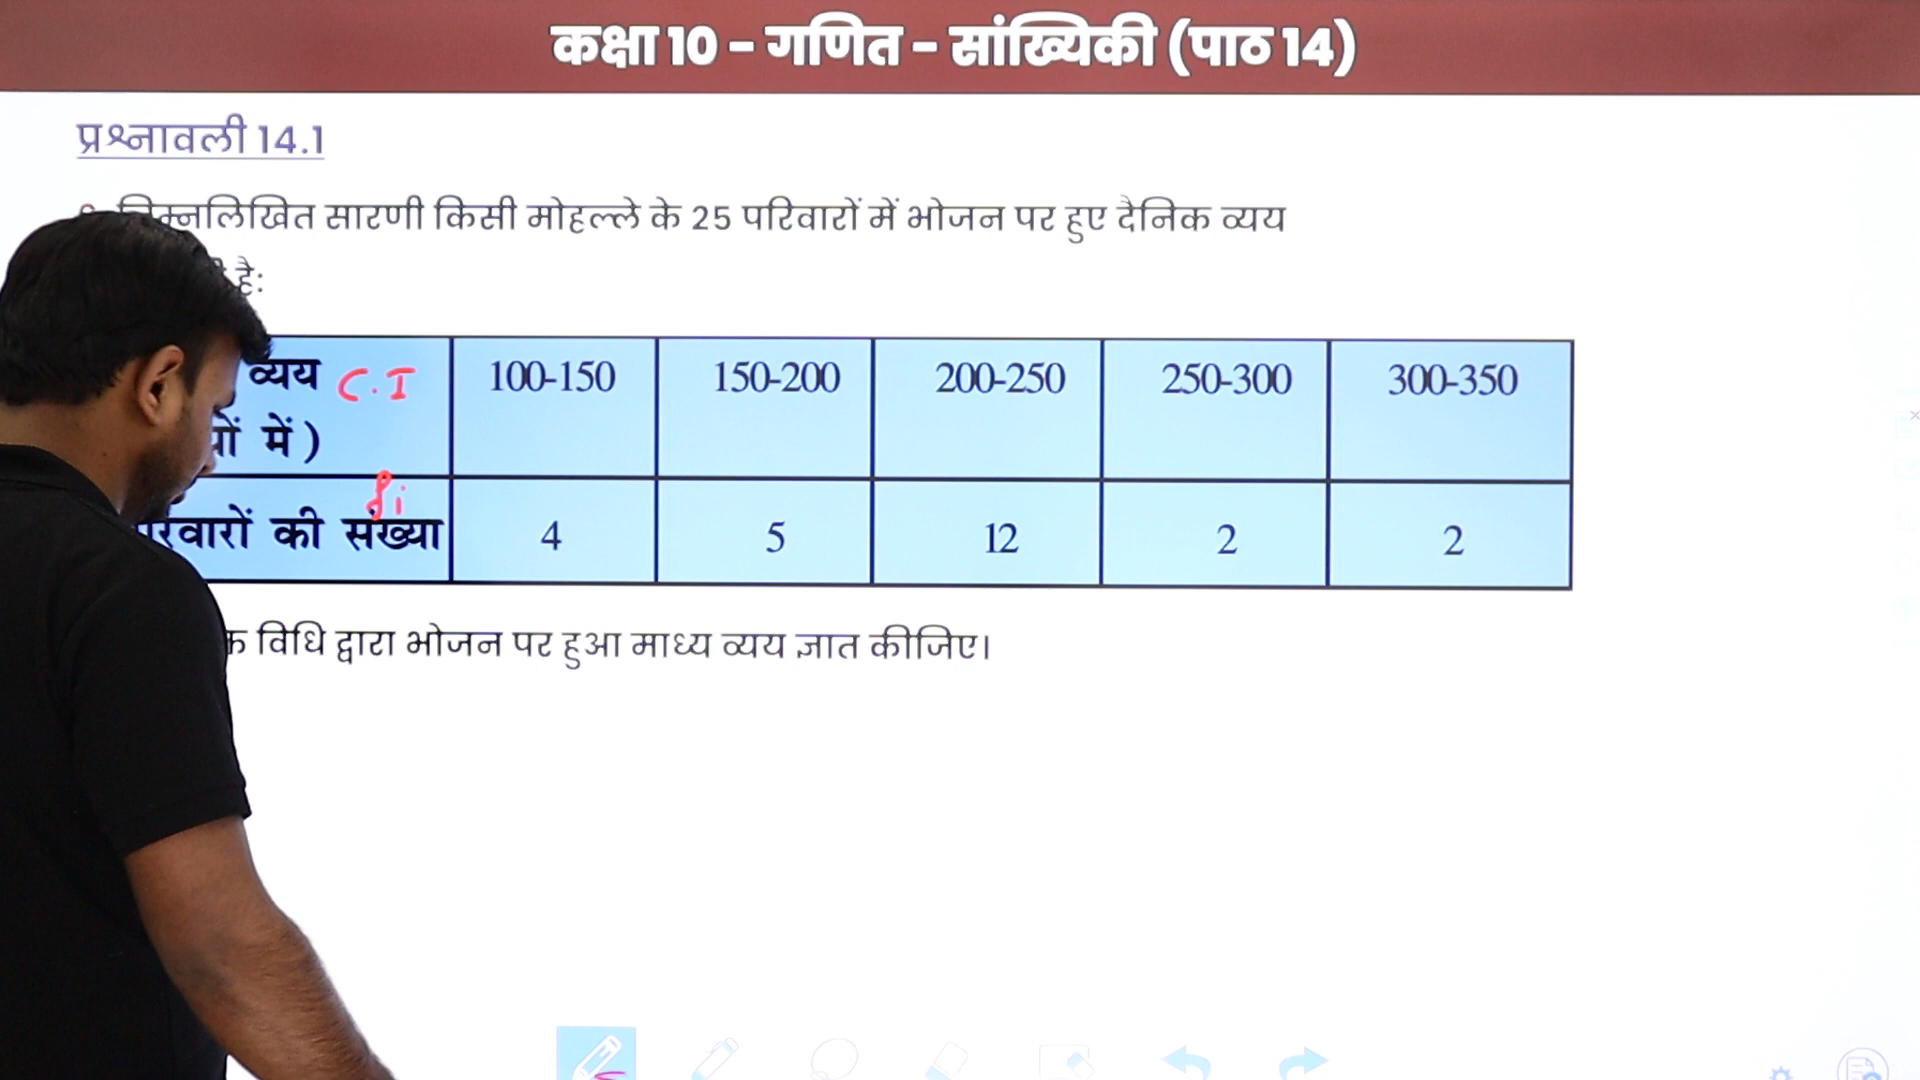 कक्षा 10 - गणित - सांख्यिकी (पाठ 14)
प्रश्नावली 14.1
निम्नलिखित सारणी किसी मोहल्ले के 25 परिवारों में भोजन पर हुए दैनिक व्यय
है:
व्यय C.I 100-150 150-200 200-250 250-300 300-350
में)
fi
की संख्या 4 5 12 2 2
विधि द्वारा भोजन पर हुआ माध्य व्यय ज्ञात कीजिए।